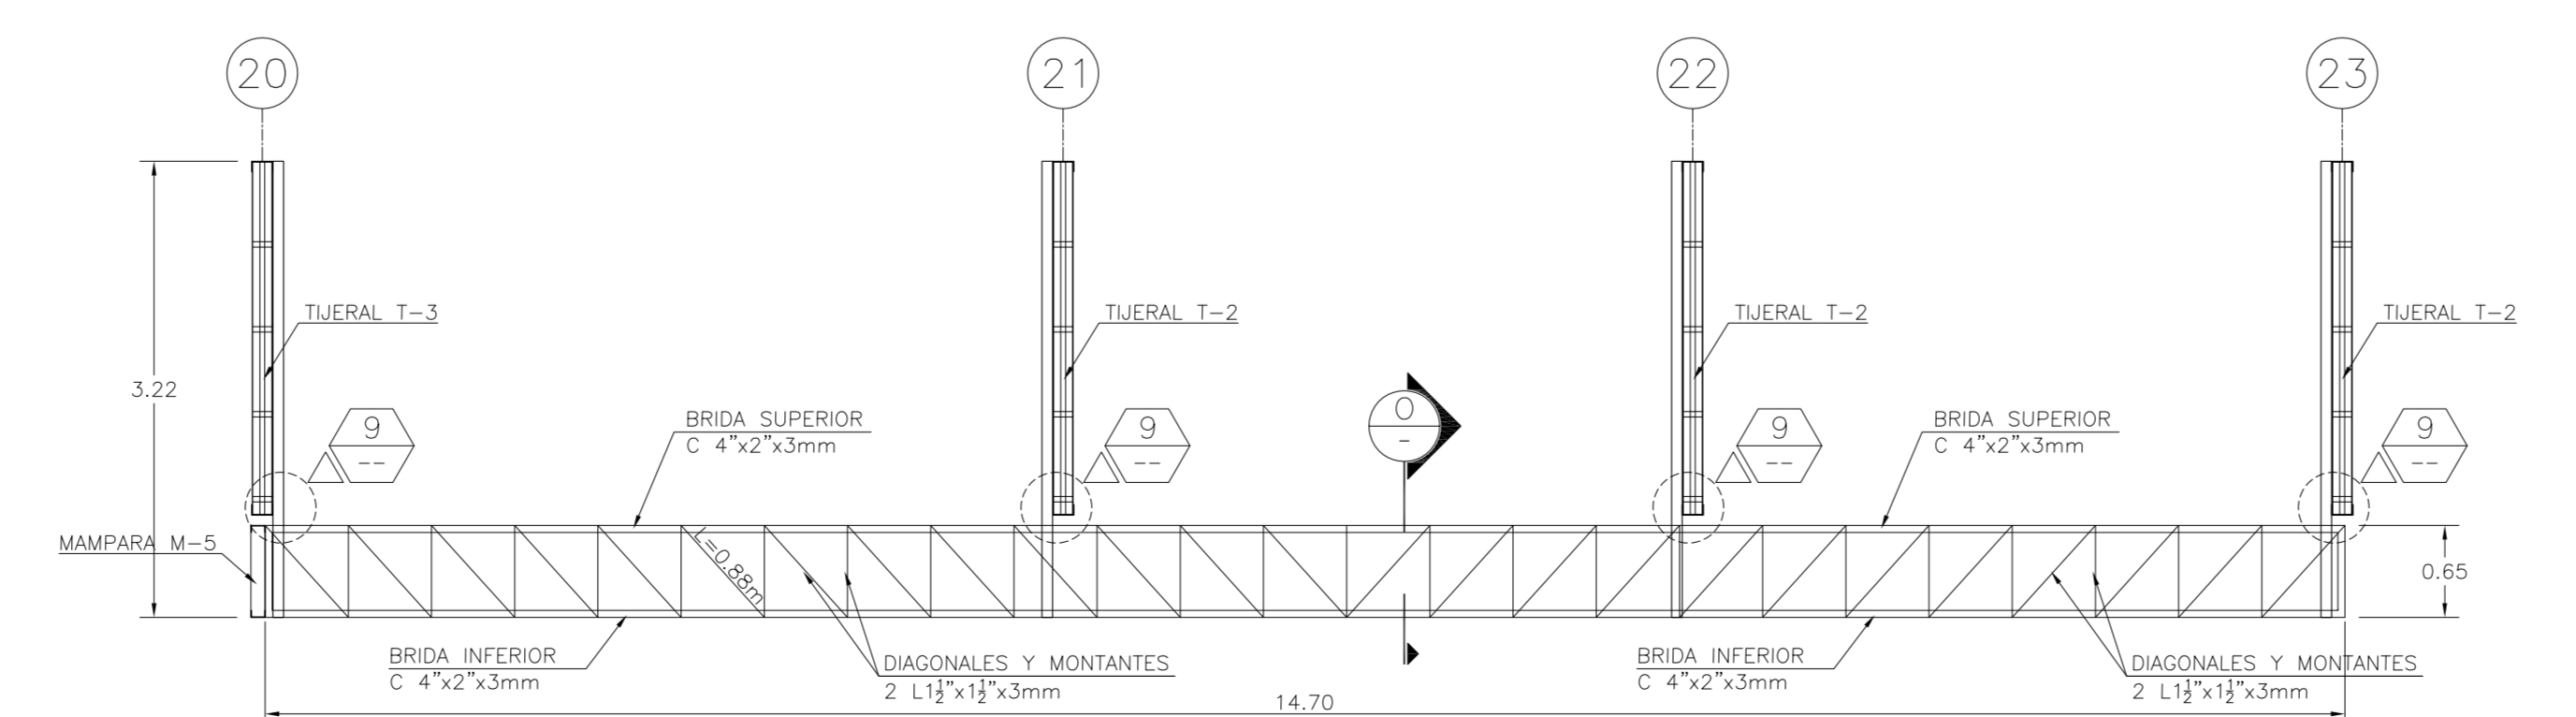 20
21
22
23
TIJERAL T-3
TIJERAL T-2
TIJERAL T-2
TIJERAL T-2
3.22
9
--
BRIDA SUPERIOR
C 4"x2"x3mm
9
--
0
-
9
--
BRIDA SUPERIOR
C 4"x2"x3mm
9
--
MAMPARA M-5
L=0.88m
0.65
BRIDA INFERIOR
C 4"x2"x3mm
DIAGONALES Y MONTANTES
2 L1½"x1½"x3mm
BRIDA INFERIOR
C 4"x2"x3mm
DIAGONALES Y MONTANTES
2 L1½"x1½"x3mm
14.70